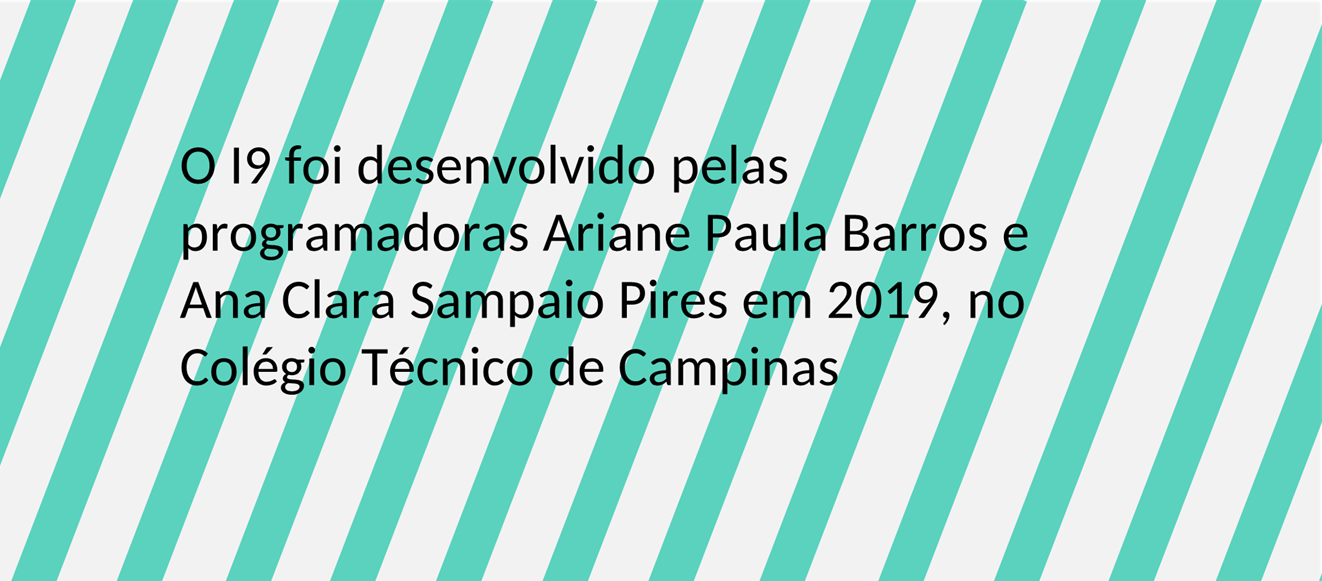 O I9 foi desenvolvido pelas
programadoras Ariane Paula Barros e
Ana Clara Sampaio Pires em 2019, no
Colégio Técnico de Campinas